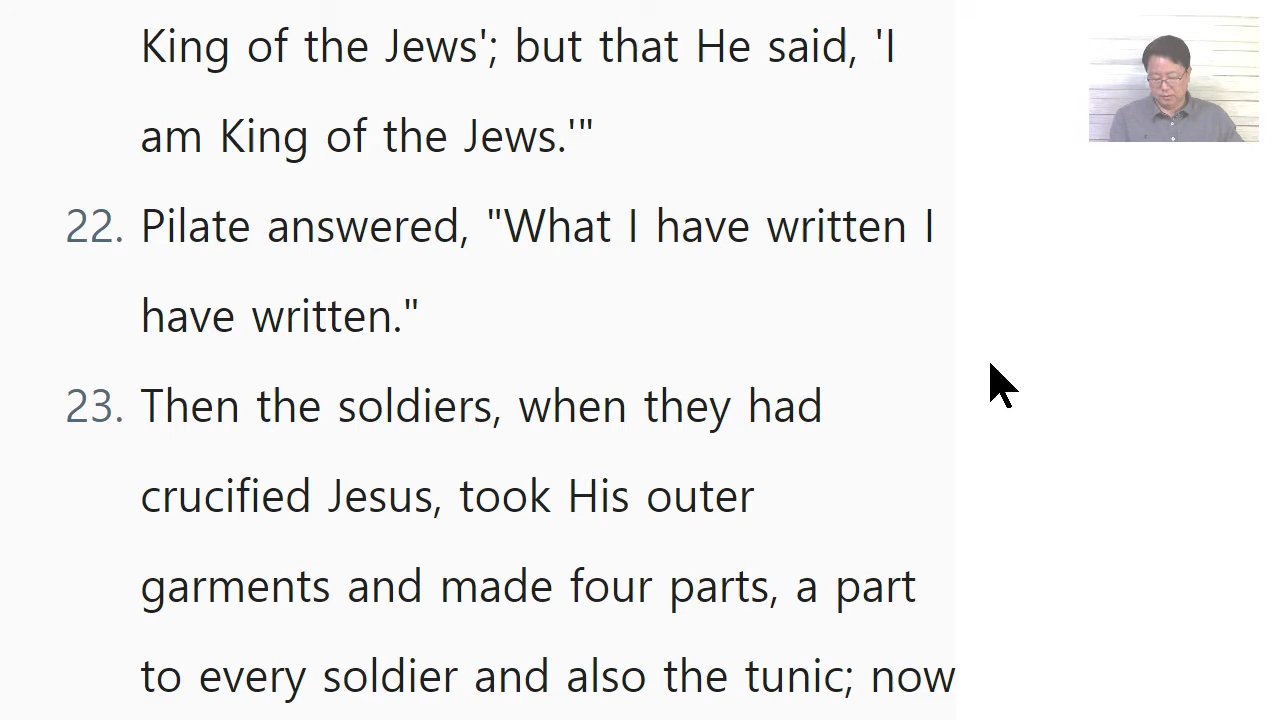 King of the Jews'; but that He said, 'I
am King of the Jews.'"
22. Pilate answered, "What I have written I
have written."
23. Then the soldiers, when they had
crucified Jesus, took His outer
garments and made four parts, a part
to every soldier and also the tunic; now